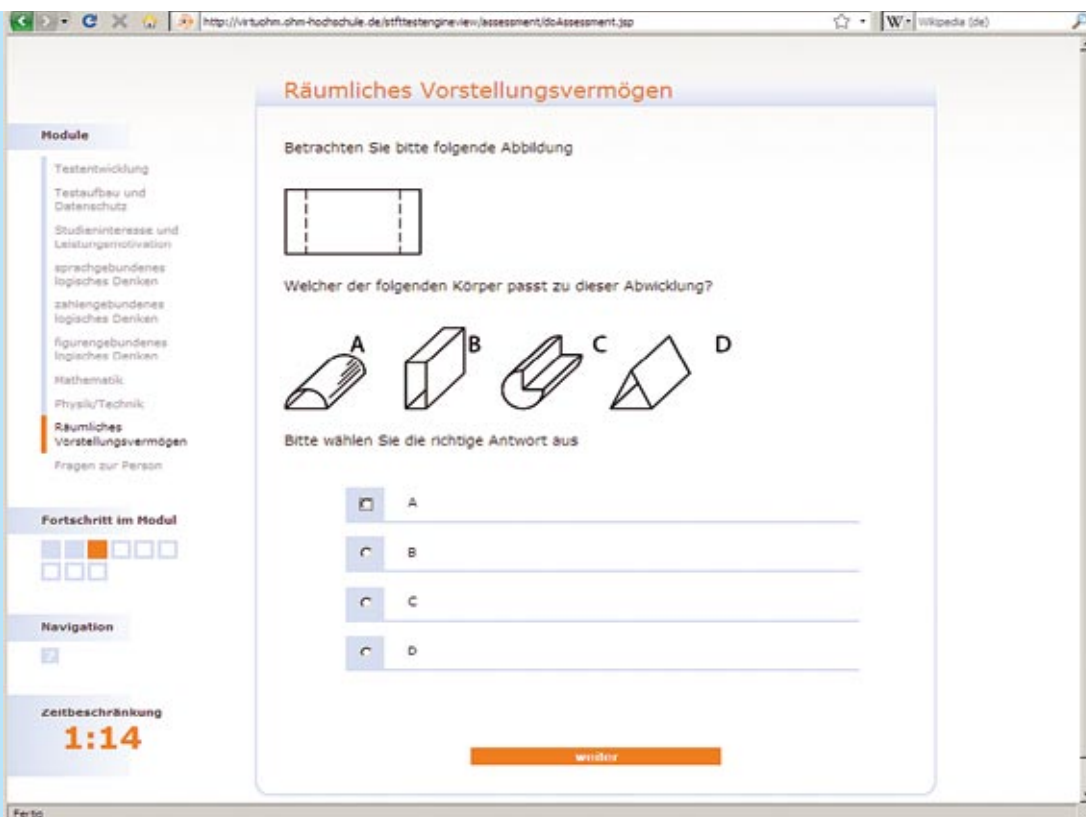 http://virtuohm.ohm-hochschule.de/stfttestengineview/assessment/doAssessment.jsp
W
Wikipedia (de)
Räumliches Vorstellungsvermögen
Module
Testentwicklung
Testaufbau und
Datenschutz
Studieninteresse und
Leistungsmotivation
sprachgebundenes
logisches Denken
zahlengebundenes
logisches Denken
figurengebundenes
logisches Denken
Mathematik
Physik/Technik
Räumliches
Vorstellungsvermögen
Fragen zur Person
Fortschritt im Modul
Navigation
?
Zeitbeschränkung
1:14
Betrachten Sie bitte folgende Abbildung
Welcher der folgenden Körper passt zu dieser Abwicklung?
A B C D
Bitte wählen Sie die richtige Antwort aus
A
B
C
D
weiter
Fertig